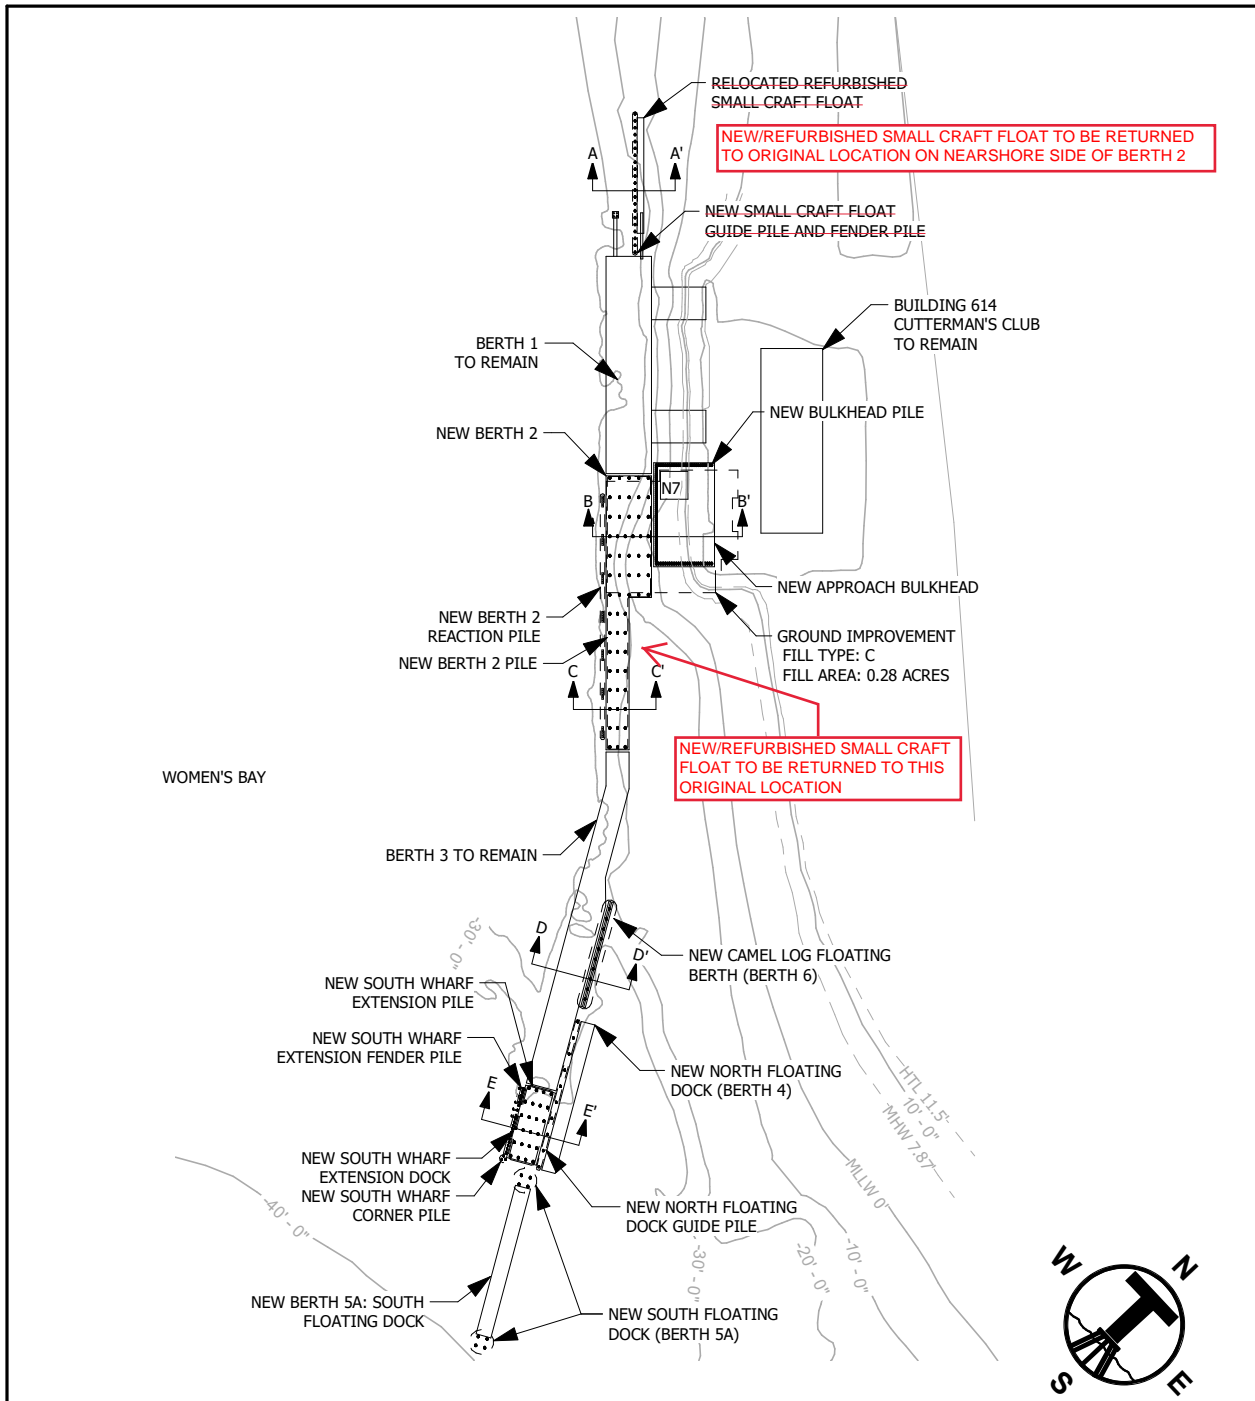 RELOCATED REFURBISHED
SMALL CRAFT FLOAT
NEW/REFURBISHED SMALL CRAFT FLOAT TO BE RETURNED
TO ORIGINAL LOCATION ON NEARSHORE SIDE OF BERTH 2
A
A'
NEW SMALL CRAFT FLOAT
GUIDE PILE AND FENDER PILE
BUILDING 614
CUTTERMAN'S CLUB
TO REMAIN
BERTH 1
TO REMAIN
NEW BULKHEAD PILE
NEW BERTH 2
N7
B
B'
NEW APPROACH BULKHEAD
NEW BERTH 2
REACTION PILE
GROUND IMPROVEMENT
FILL TYPE: C
FILL AREA: 0.28 ACRES
NEW BERTH 2 PILE
C
C'
NEW/REFURBISHED SMALL CRAFT
FLOAT TO BE RETURNED TO THIS
ORIGINAL LOCATION
WOMEN'S BAY
BERTH 3 TO REMAIN
-30' - 0"
D
D'
NEW CAMEL LOG FLOATING
BERTH (BERTH 6)
NEW SOUTH WHARF
EXTENSION PILE
NEW SOUTH WHARF
EXTENSION FENDER PILE
NEW NORTH FLOATING
DOCK (BERTH 4)
E
E'
HTL 11.5'
10' - 0"
MHW 7.87'
MLLW 0'
NEW SOUTH WHARF
EXTENSION DOCK
NEW SOUTH WHARF
CORNER PILE
NEW NORTH FLOATING
DOCK GUIDE PILE
-40' - 0"
-30' - 0"
-20' - 0"
-10' - 0"
NEW BERTH 5A: SOUTH
FLOATING DOCK
NEW SOUTH FLOATING
DOCK (BERTH 5A)
W
N
S
E